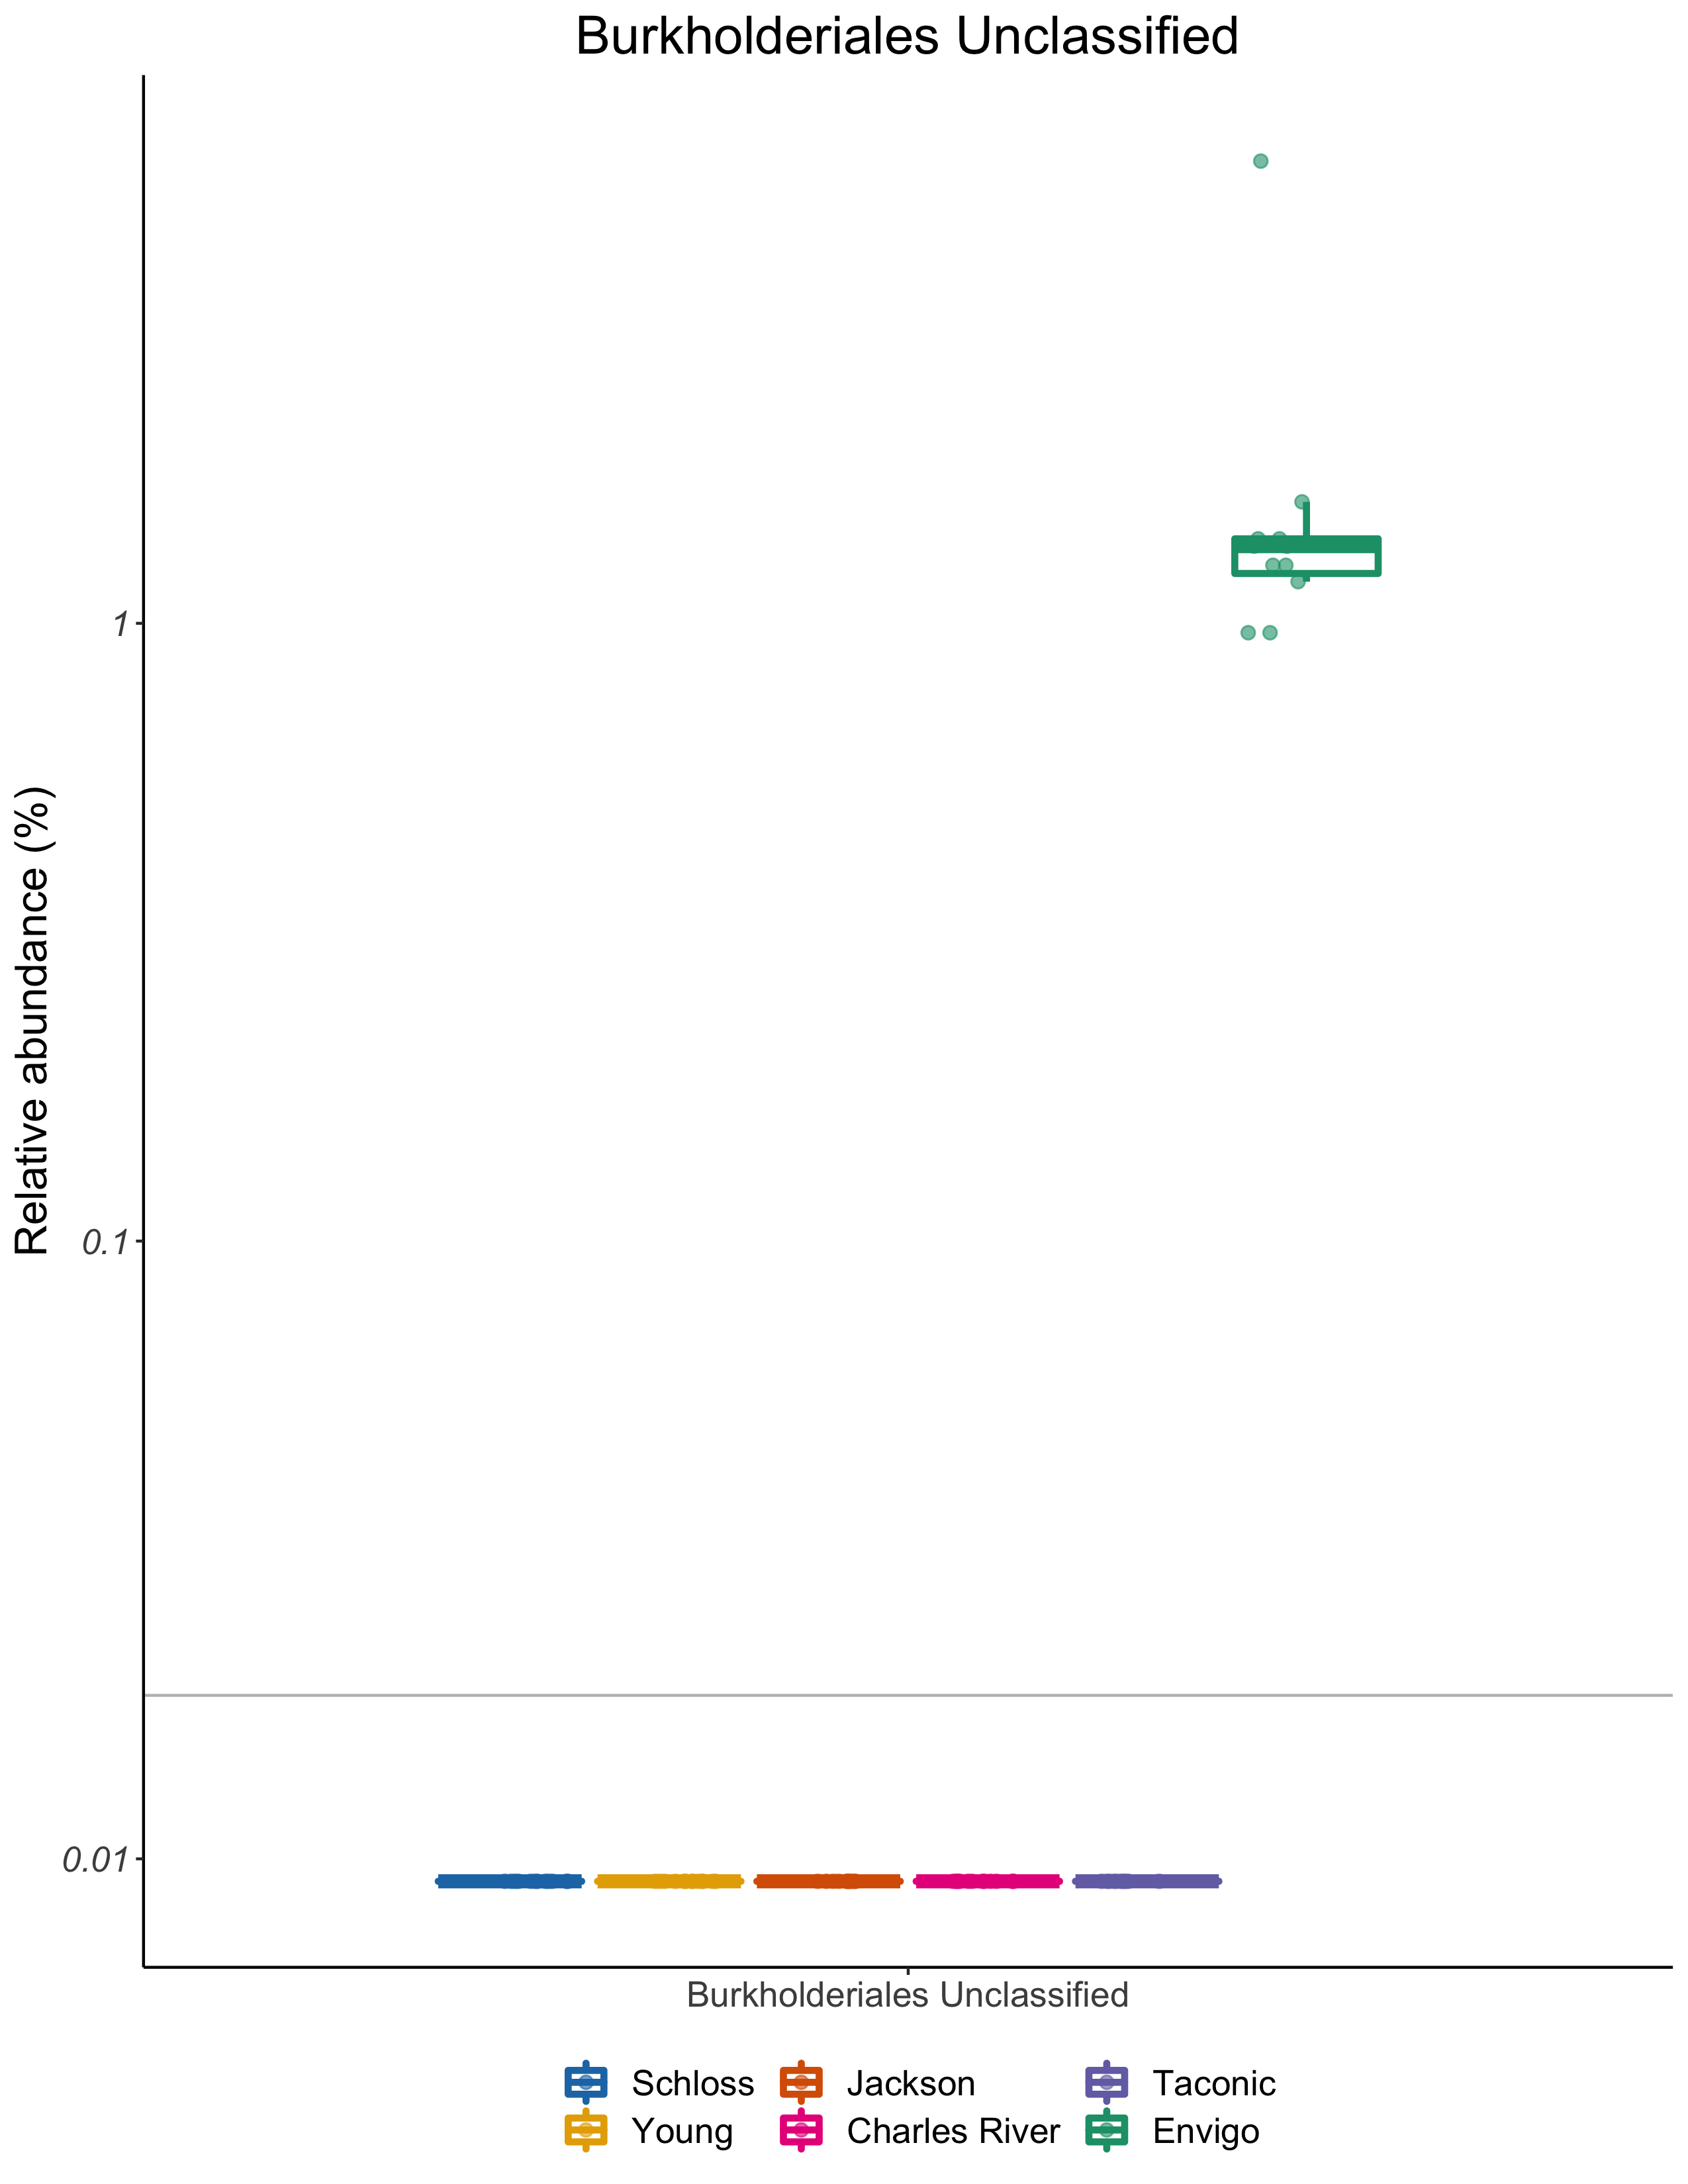 Burkholderiales Unclassified
Relative abundance (%)
1
0.1
0.01
Burkholderiales Unclassified
Schloss Jackson Taconic
Young Charles River Envigo